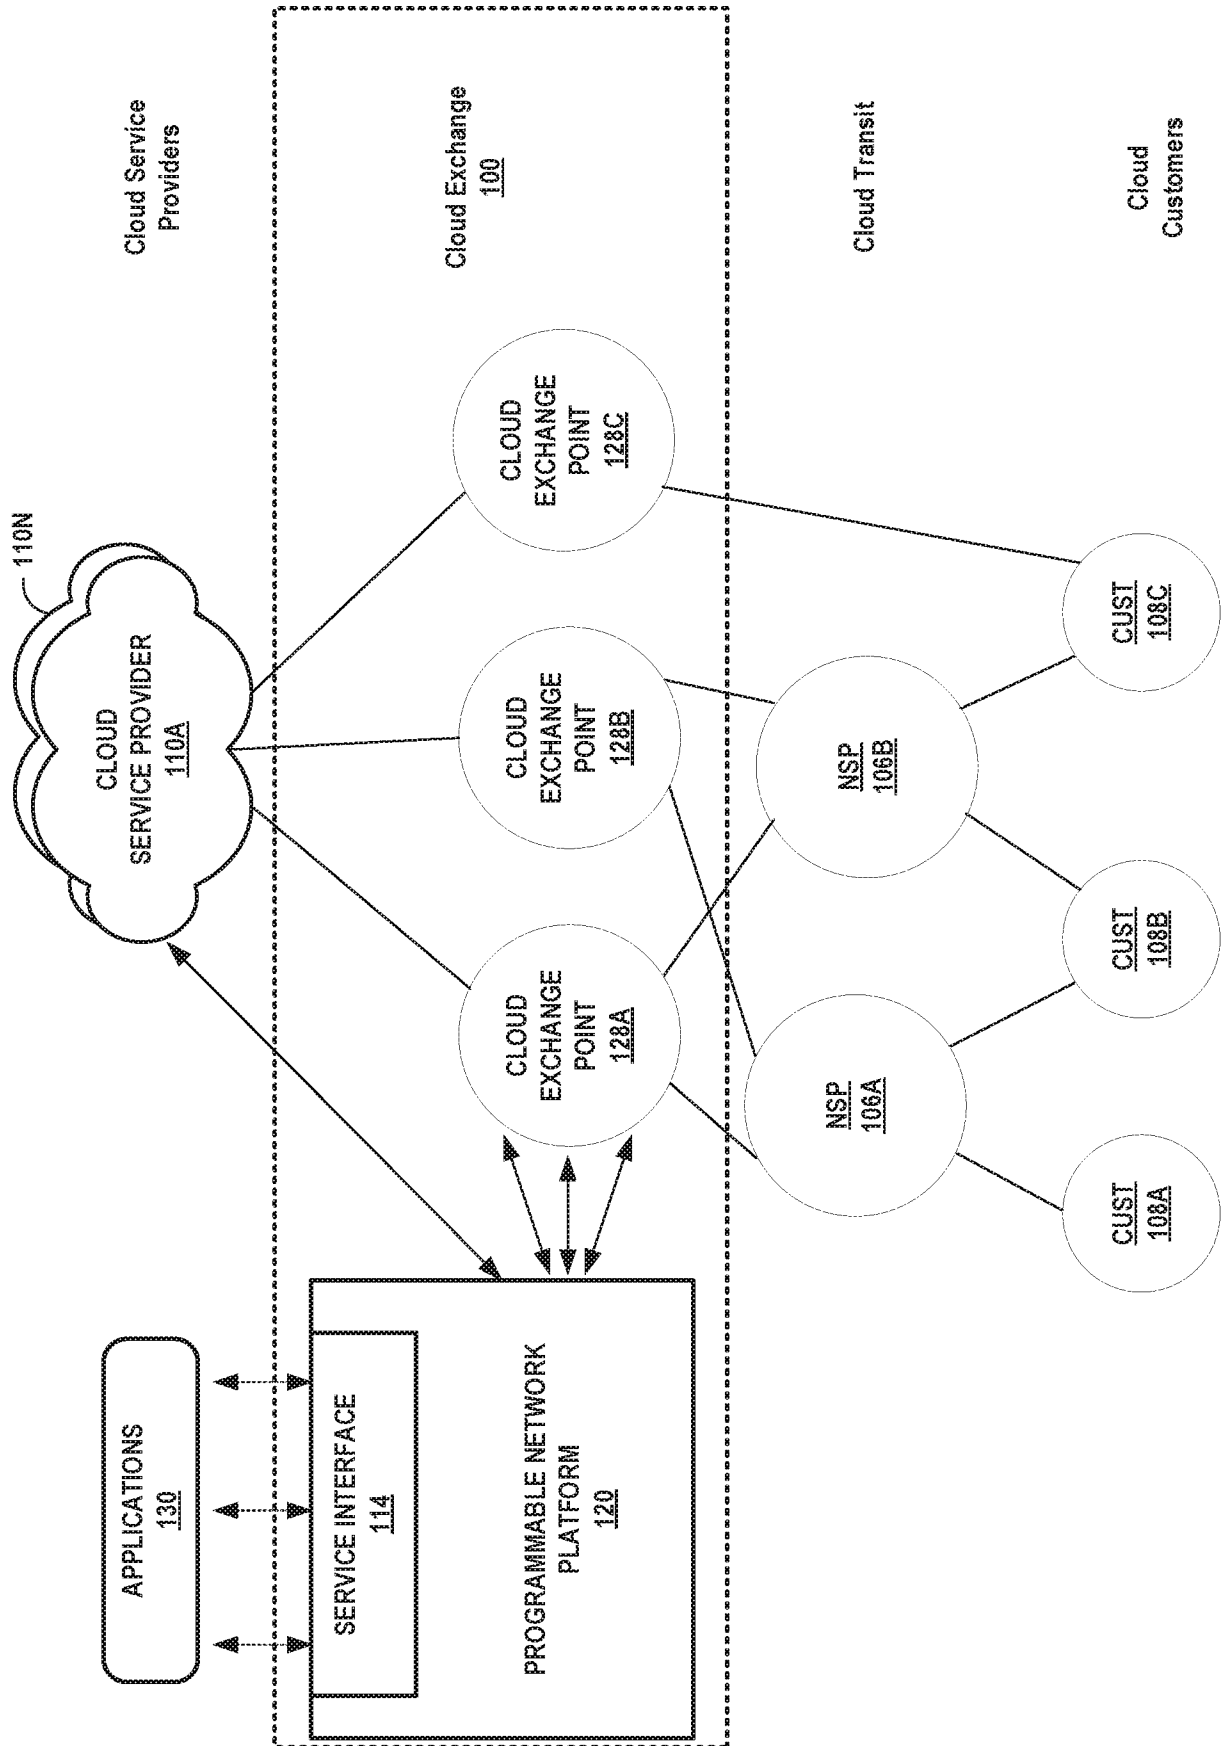 APPLICATIONS
130
SERVICE INTERFACE
114
PROGRAMMABLE NETWORK
PLATFORM
120
CLOUD
SERVICE PROVIDER
110A
110N
Cloud Service
Providers
CLOUD
EXCHANGE
POINT
128A
CLOUD
EXCHANGE
POINT
128B
CLOUD
EXCHANGE
POINT
128C
Cloud Exchange
100
NSP
106A
NSP
106B
Cloud Transit
CUST
108A
CUST
108B
CUST
108C
Cloud
Customers